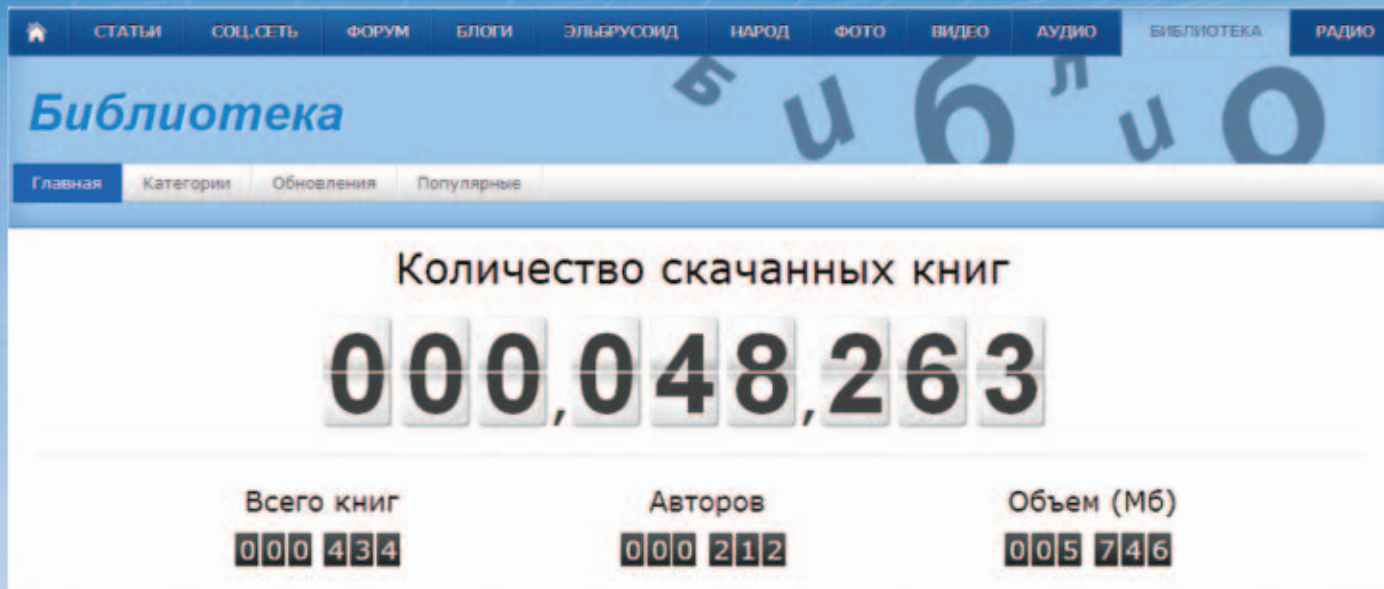 СТАТЬИ СОЦ.СЕТЬ ФОРУМ БЛОГИ ЭЛЬБРУСОИД НАРОД ФОТО ВИДЕО АУДИО БИБЛИОТЕКА РАДИО
Библиотека Библио
Главная Категории Обновления Популярные
Количество скачанных книг
000,048,263
Всего книг Авторов Объем (Мб)
000 434 000 212 005 746